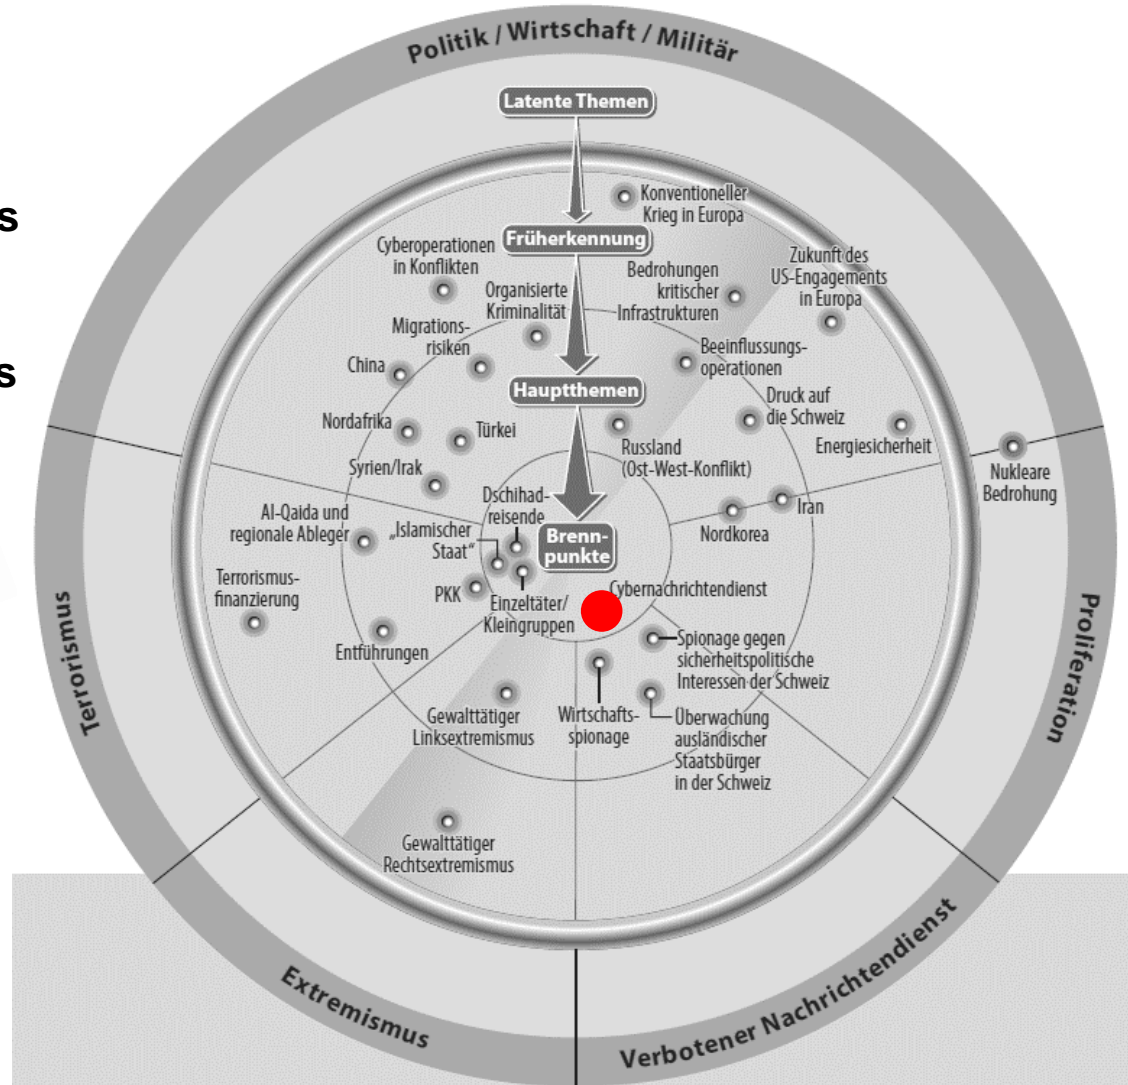 Politik / Wirtschaft / Militär
Latente Themen
Konventioneller
Krieg in Europa
s
Früherkennung
Cyberoperationen
in Konflikten
Zukunft des
US-Engagements
in Europa
Bedrohungen
kritischer
Infrastrukturen
Organisierte
Kriminalität
Migrations-
risiken
Beeinflussungs-
operationen
China
s
Hauptthemen
Druck auf
die Schweiz
Nordafrika
Türkei
Russland
(Ost-West-Konflikt)
Energiesicherheit
Nukleare
Bedrohung
Syrien/Irak
Dschihad-
reisende
Iran
Nordkorea
Al-Qaida und
regionale Ableger
„Islamischer
Staat“
Brenn-
punkte
Terrorismus-
finanzierung
PKK
Einzeltäter/
Kleingruppen
Cybernachrichtendienst
Terrorismus
Proliferation
Entführungen
Spionage gegen
sicherheitspolitische
Interessen der Schweiz
Gewalttätiger
Linksextremismus
Wirtschafts-
spionage
Überwachung
ausländischer
Staatsbürger
in der Schweiz
Gewalttätiger
Rechtsextremismus
Extremismus
Verbotener Nachrichtendienst